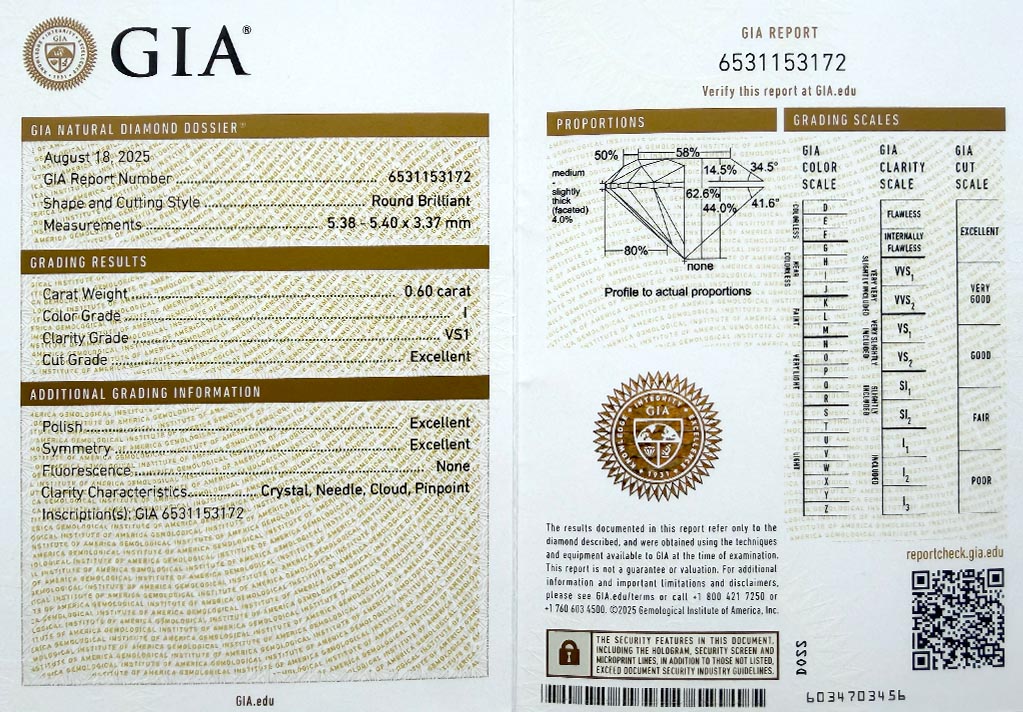 GIA®
GIA NATURAL DIAMOND DOSSIER®
August 18, 2025
GIA Report Number 6531153172
Shape and Cutting Style Round Brilliant
Measurements 5.38 - 5.40 x 3.37 mm
GRADING RESULTS
Carat Weight 0.60 carat
Color Grade I
Clarity Grade VS1
Cut Grade Excellent
ADDITIONAL GRADING INFORMATION
Polish Excellent
Symmetry Excellent
Fluorescence None
Clarity Characteristics Crystal, Needle, Cloud, Pinpoint
Inscription(s): GIA 6531153172
GIA.edu
GIA REPORT
6531153172
Verify this report at GIA.edu
PROPORTIONS
50%
58%
14.5%
34.5°
medium
-
slightly
thick
(faceted)
4.0%
62.6%
44.0%
41.6°
80%
none
Profile to actual proportions
GIA
INTEGRITY
KNOWLEDGE
EXCELLENCE
1931
The results documented in this report refer only to the
diamond described, and were obtained using the techniques
and equipment available to GIA at the time of examination.
This report is not a guarantee or valuation. For additional
information and important limitations and disclaimers,
please see GIA.edu/terms or call +1 800 421 7250 or
+1 760 603 4500. ©2025 Gemological Institute of America, Inc.
THE SECURITY FEATURES IN THIS DOCUMENT,
INCLUDING THE HOLOGRAM, SECURITY SCREEN AND
MICROPRINT LINES, IN ADDITION TO THOSE NOT LISTED,
EXCEED DOCUMENT SECURITY INDUSTRY GUIDELINES.
GRADING SCALES
GIA
COLOR
SCALE
COLORLESS
D
E
F
NEAR COLORLESS
G
H
I
J
FAINT
K
L
M
VERY LIGHT
N
O
P
Q
R
LIGHT
S
T
U
V
W
X
Y
Z
GIA
CLARITY
SCALE
FLAWLESS
INTERNALLY
FLAWLESS
VERY VERY
SLIGHTLY INCLUDED
VVS1
VVS2
VERY SLIGHTLY
INCLUDED
VS1
VS2
SLIGHTLY
INCLUDED
SI1
SI2
INCLUDED
I1
I2
I3
GIA
CUT
SCALE
EXCELLENT
VERY
GOOD
GOOD
FAIR
POOR
reportcheck.gia.edu
DO22
6034703456